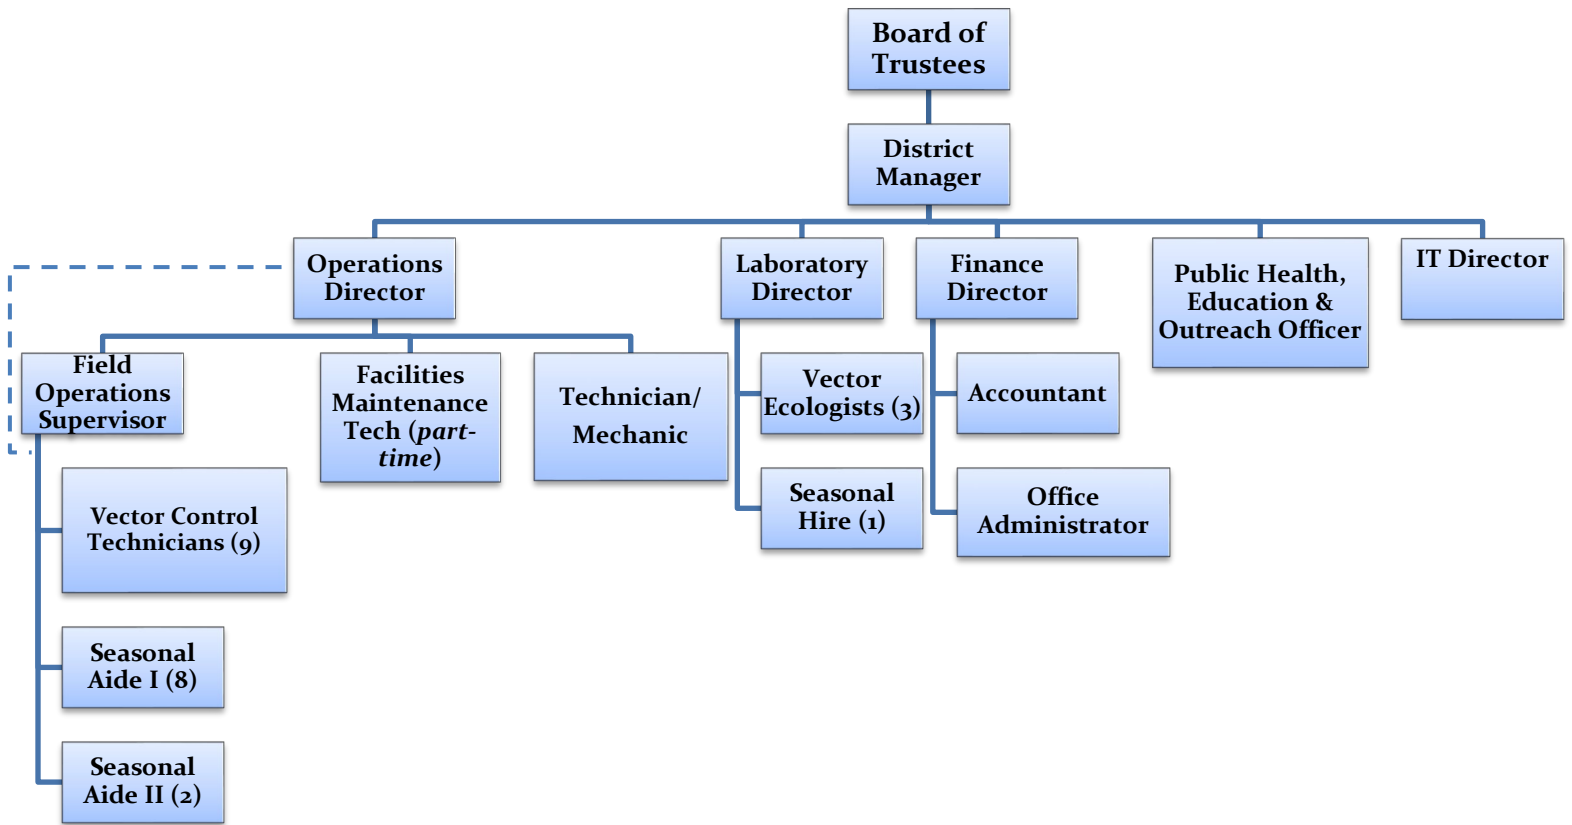 Board of
Trustees
District
Manager
Operations
Director
Laboratory
Director
Finance
Director
Public Health,
Education &
Outreach Officer
IT Director
Field
Operations
Supervisor
Facilities
Maintenance
Tech (part-
time)
Technician/
Mechanic
Vector
Ecologists (3)
Accountant
Vector Control
Technicians (9)
Seasonal
Hire (1)
Office
Administrator
Seasonal
Aide I (8)
Seasonal
Aide II (2)